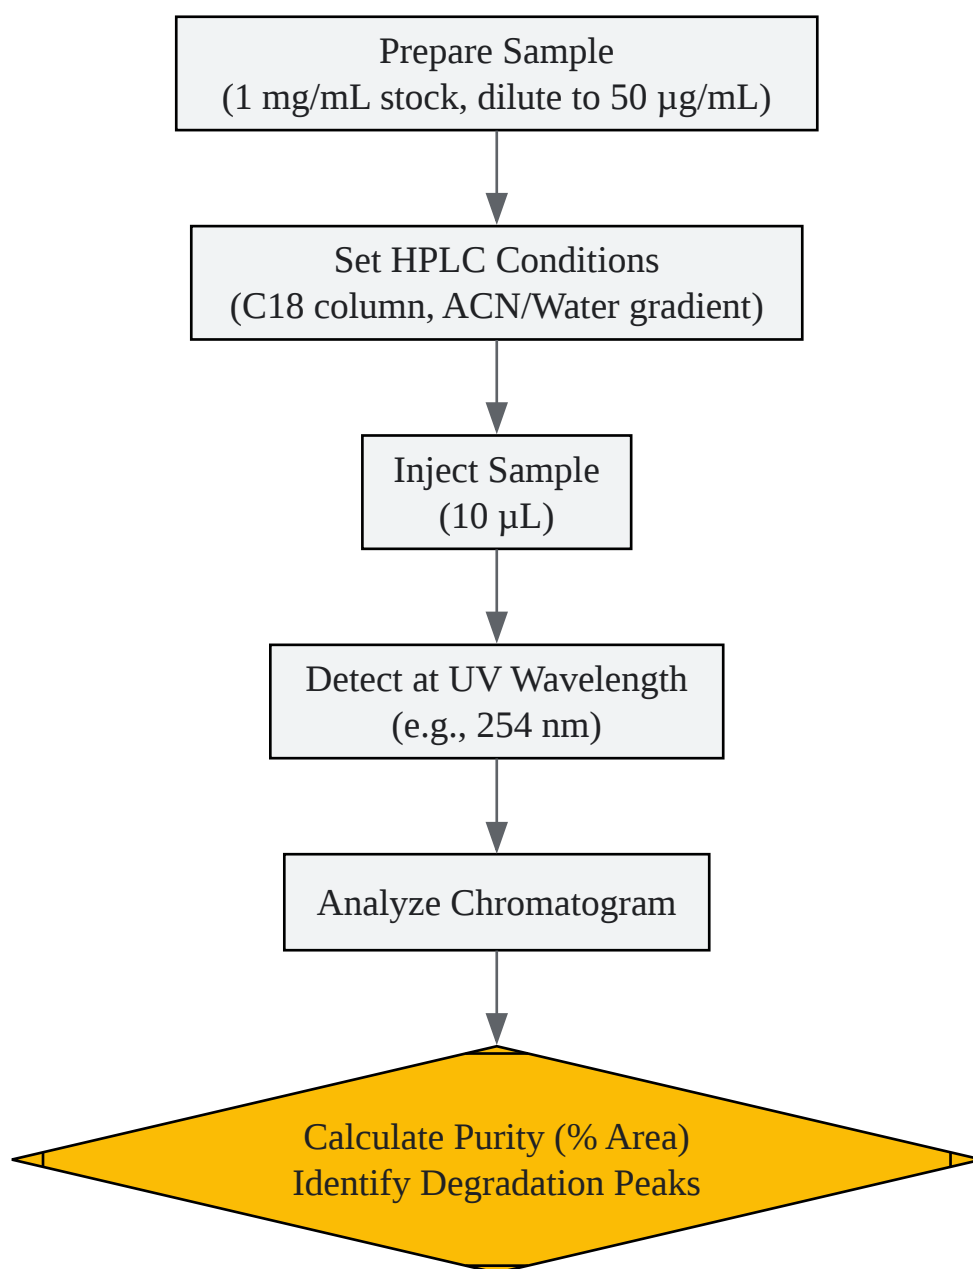 Prepare Sample
(1 mg/mL stock, dilute to 50 µg/mL)
Set HPLC Conditions
(C18 column, ACN/Water gradient)
Inject Sample
(10 µL)
Detect at UV Wavelength
(e.g., 254 nm)
Analyze Chromatogram
Calculate Purity (% Area)
Identify Degradation Peaks